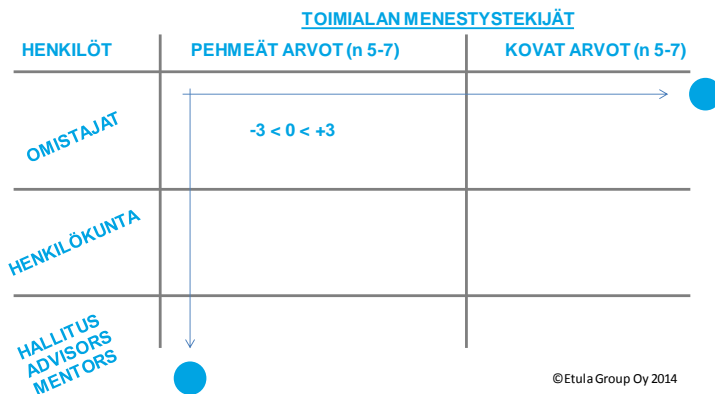 TOIMIALAN MENESTYSTEKIJÄT
HENKILÖT
PEHMEÄT ARVOT (n 5-7)
KOVAT ARVOT (n 5-7)
OMISTAJAT
-3 < 0 < +3
HENKILÖKUNTA
HALLITUS
ADVISORS
MENTORS
©Etula Group Oy 2014